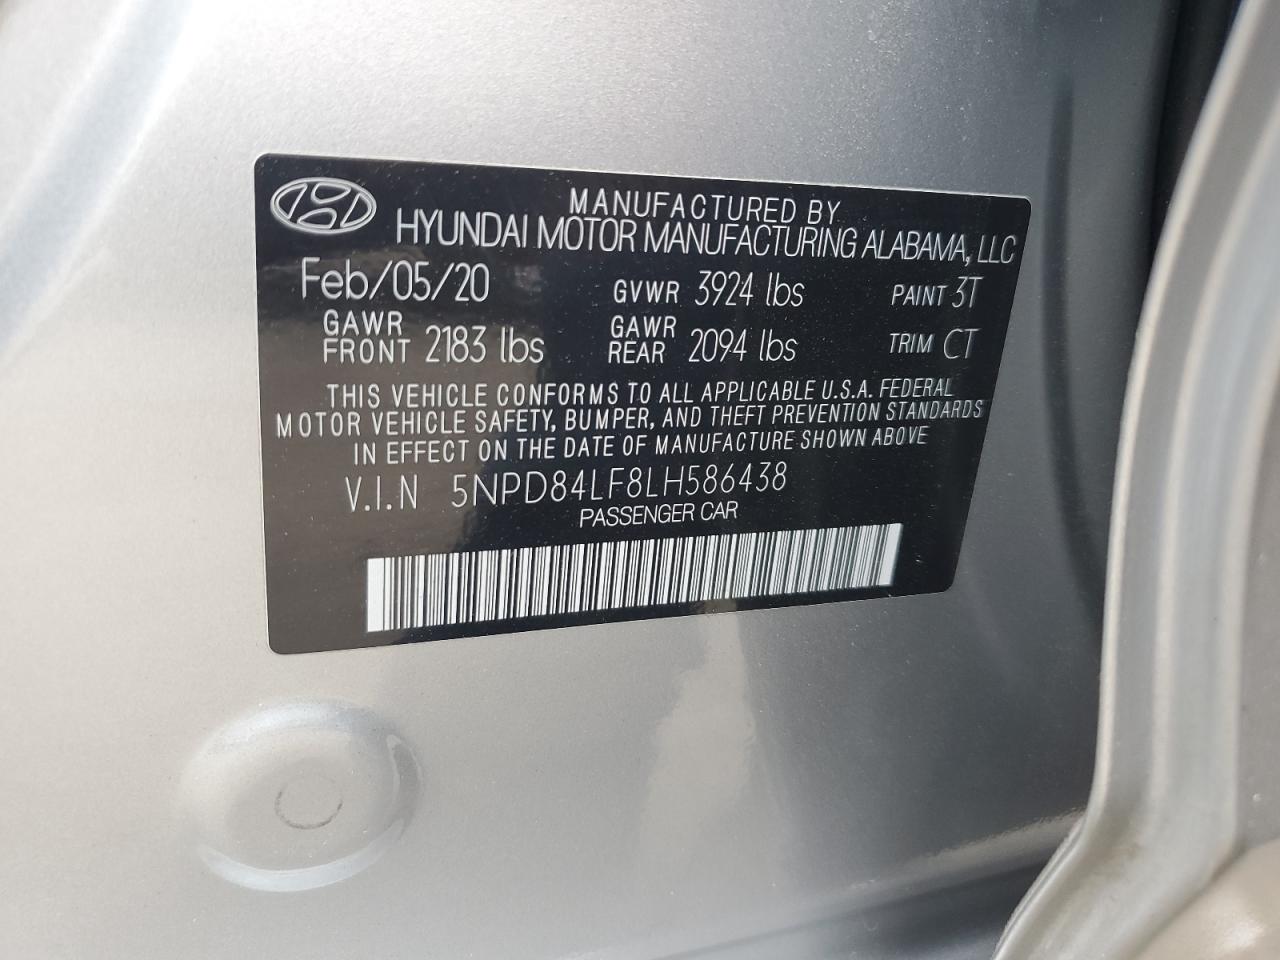 MANUFACTURED BY
HYUNDAI MOTOR MANUFACTURING ALABAMA, LLC
Feb/05/20 GVWR 3924 lbs PAINT 3T
GAWR FRONT 2183 lbs GAWR REAR 2094 lbs TRIM CT
THIS VEHICLE CONFORMS TO ALL APPLICABLE U.S.A. FEDERAL
MOTOR VEHICLE SAFETY, BUMPER, AND THEFT PREVENTION STANDARDS
IN EFFECT ON THE DATE OF MANUFACTURE SHOWN ABOVE
V.I.N 5NPD84LF8LH586438
PASSENGER CAR